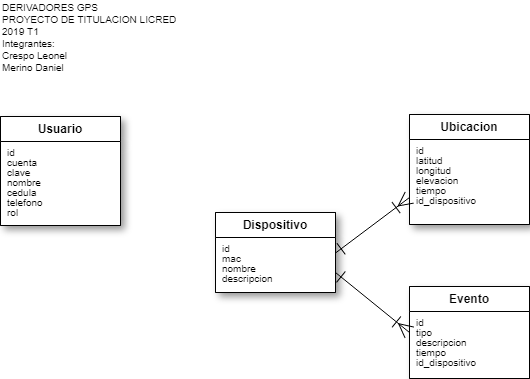 DERIVADORES GPS
PROYECTO DE TITULACION LICRED
2019 T1
Integrantes:
Crespo Leonel
Merino Daniel
Usuario
id
cuenta
clave
nombre
cedula
telefono
rol
Dispositivo
id
mac
nombre
descripcion
Ubicacion
id
latitud
longitud
elevacion
tiempo
id_dispositivo
Evento
id
tipo
descripcion
tiempo
id_dispositivo